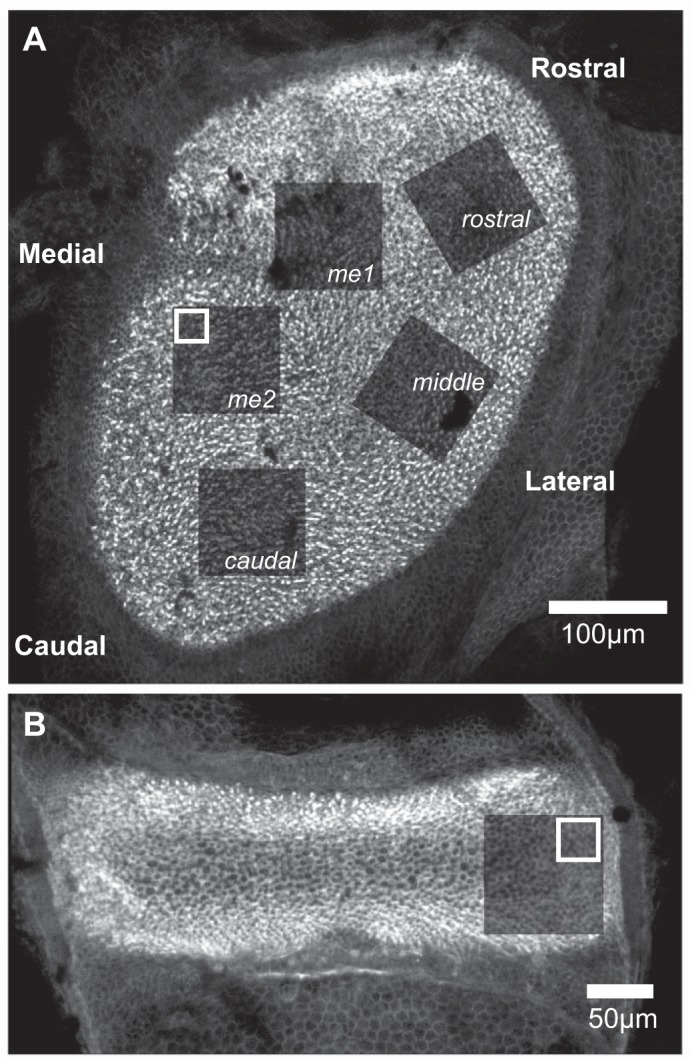 A
Rostral
rostral
Medial
me1
middle
me2
Lateral
caudal
100µm
Caudal
B
50µm